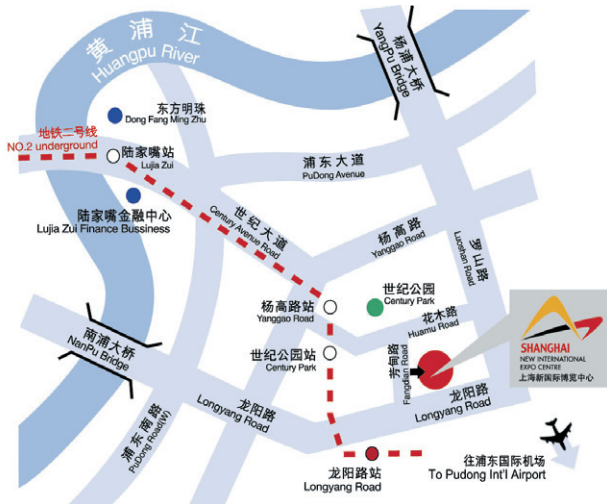 黄浦江
Huangpu River
杨浦大桥
YangPu Bridge
东方明珠
Dong Fang Ming Zhu
地铁二号线
NO.2 underground
陆家嘴站
Lujia Zui
浦东大道
PuDong Avenue
陆家嘴金融中心
Lujia Zui Finance Bussiness
世纪大道
Century Avenue Road
杨高路
Yanggao Road
罗山路
Luoshan Road
杨高路站
Yanggao Road
世纪公园
Century Park
花木路
Huamu Road
南浦大桥
NanPu Bridge
世纪公园站
Century Park
芳甸路
Fangdian Road
SHANGHAI
NEW INTERNATIONAL
EXPO CENTRE
上海新国际博览中心
浦东南路
PuDong Road(W)
龙阳路
Longyang Road
龙阳路
Longyang Road
龙阳路站
Longyang Road
往浦东国际机场
To Pudong Int'l Airport